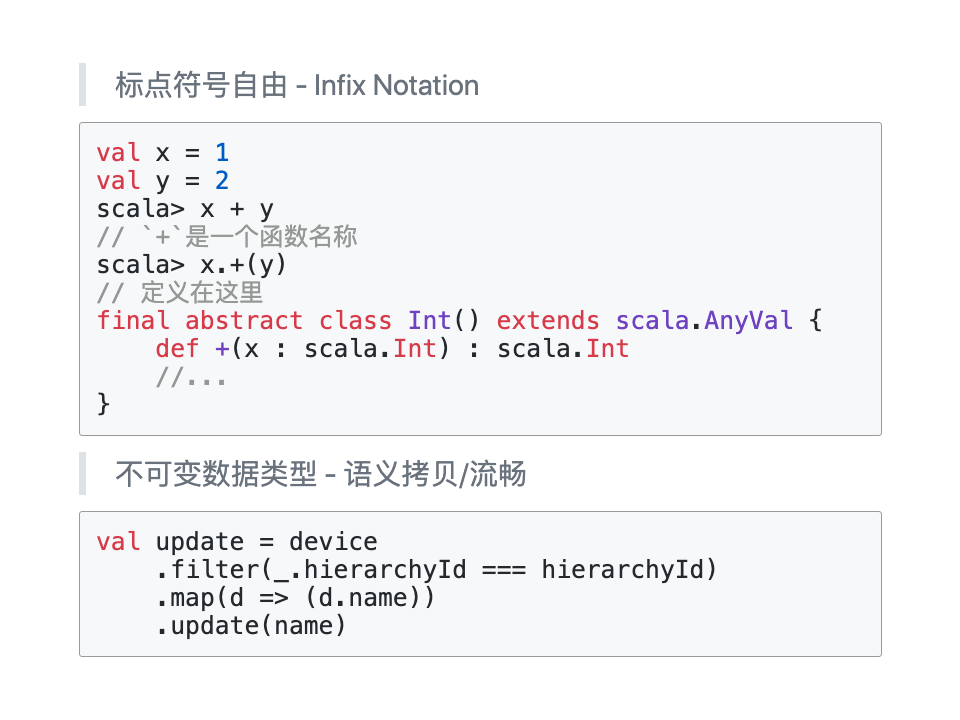 标点符号自由 - Infix Notation
val x = 1
val y = 2
scala> x + y
// `+`是一个函数名称
scala> x.+(y)
// 定义在这里
final abstract class Int() extends scala.AnyVal {
    def +(x : scala.Int) : scala.Int
    //...
}
不可变数据类型 - 语义拷贝/流畅
val update = device
    .filter(_.hierarchyId === hierarchyId)
    .map(d => (d.name))
    .update(name)